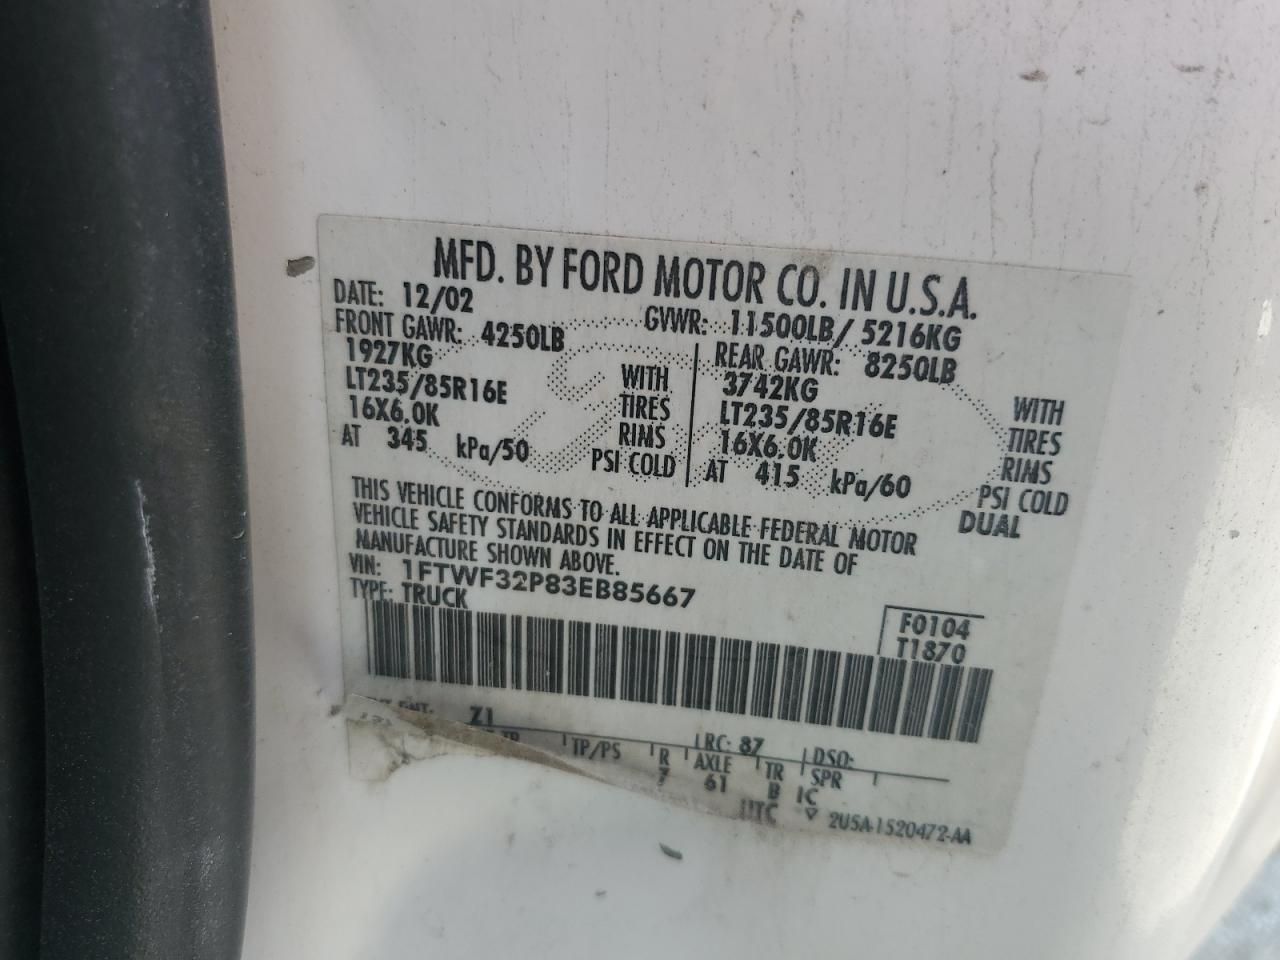 MFD. BY FORD MOTOR CO. IN U.S.A.
DATE: 12/02 GVWR: 11500LB/ 5216KG
FRONT GAWR: 4250LB
1927KG WITH
LT235/85R16E TIRES
16X6.0K RIMS
AT 345 kPa/50 PSI COLD
REAR GAWR: 8250LB
3742KG WITH
LT235/85R16E TIRES
16X6.0K RIMS
AT 415 kPa/60 PSI COLD
DUAL
THIS VEHICLE CONFORMS TO ALL APPLICABLE FEDERAL MOTOR
VEHICLE SAFETY STANDARDS IN EFFECT ON THE DATE OF
MANUFACTURE SHOWN ABOVE.
VIN: 1FTWF32P83EB85667
TYPE: TRUCK
F0104
T1870
Z1
RC: 87 DSO:
TP/PS R AXLE TR SPR
7 61 B IC
UTC ▽ 2U5A-1520472-AA